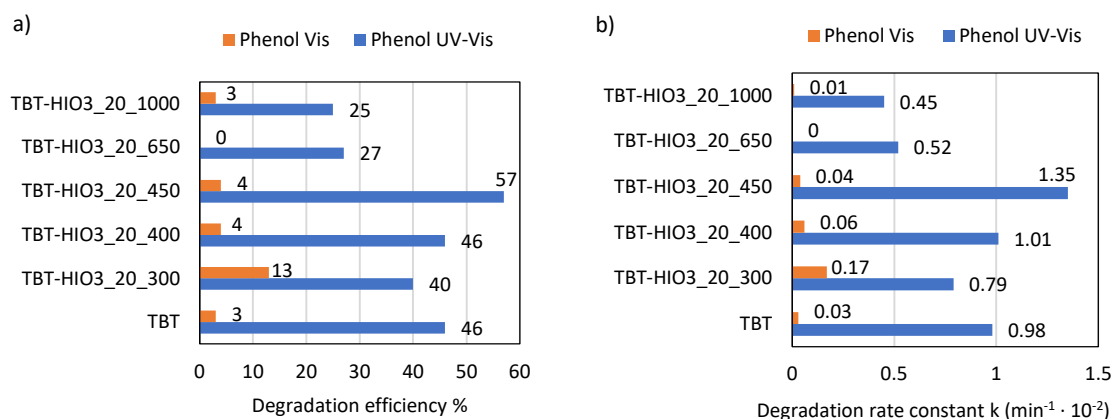 a)
Phenol Vis
Phenol UV-Vis
TBT-HIO3_20_1000
3
25
TBT-HIO3_20_650
0
27
TBT-HIO3_20_450
4
57
TBT-HIO3_20_400
4
46
TBT-HIO3_20_300
13
40
TBT
3
46
0 10 20 30 40 50 60
Degradation efficiency %
b)
Phenol Vis
Phenol UV-Vis
TBT-HIO3_20_1000
0.01
0.45
TBT-HIO3_20_650
0
0.52
TBT-HIO3_20_450
0.04
1.35
TBT-HIO3_20_400
0.06
1.01
TBT-HIO3_20_300
0.17
0.79
TBT
0.03
0.98
0 0.5 1 1.5
Degradation rate constant k (min⁻¹ · 10⁻²)